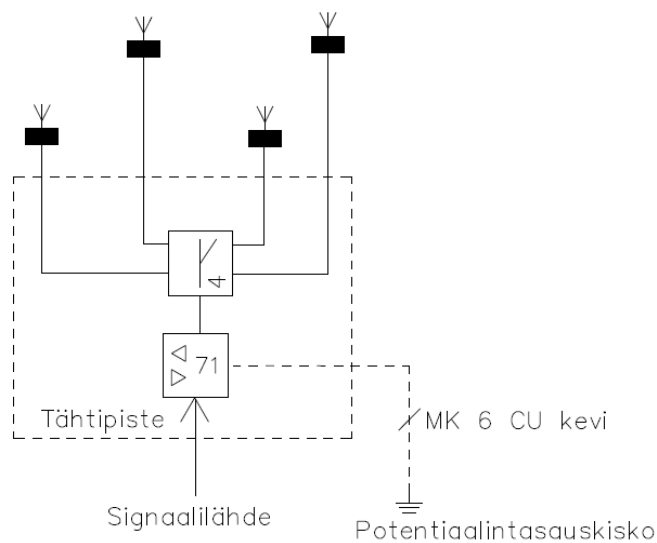 4
71
Tähtipiste
MK 6 CU kevi
Signaalilähde
Potentiaalintasauskisko